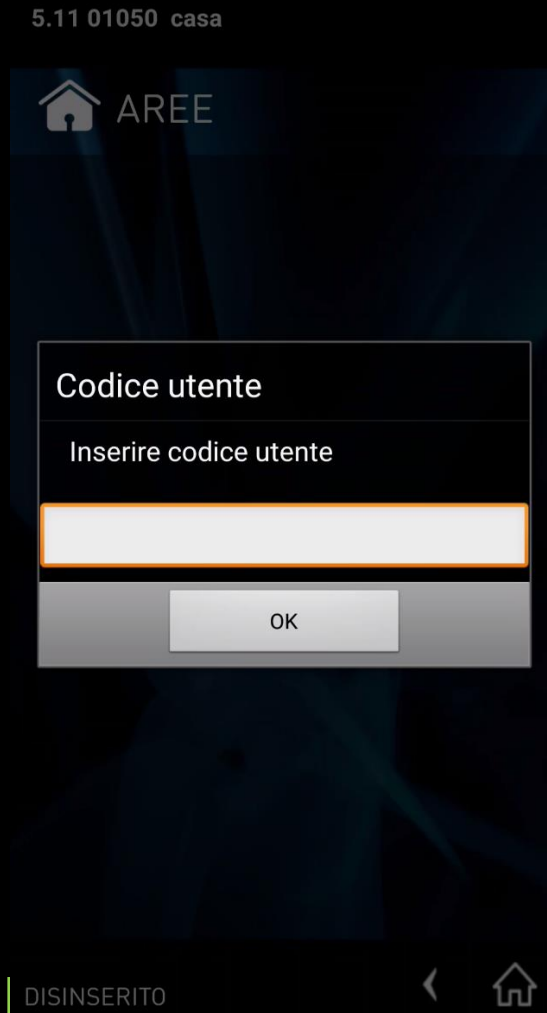 5.11 01050 casa
AREE
Codice utente
Inserire codice utente
OK
DISINSERITO